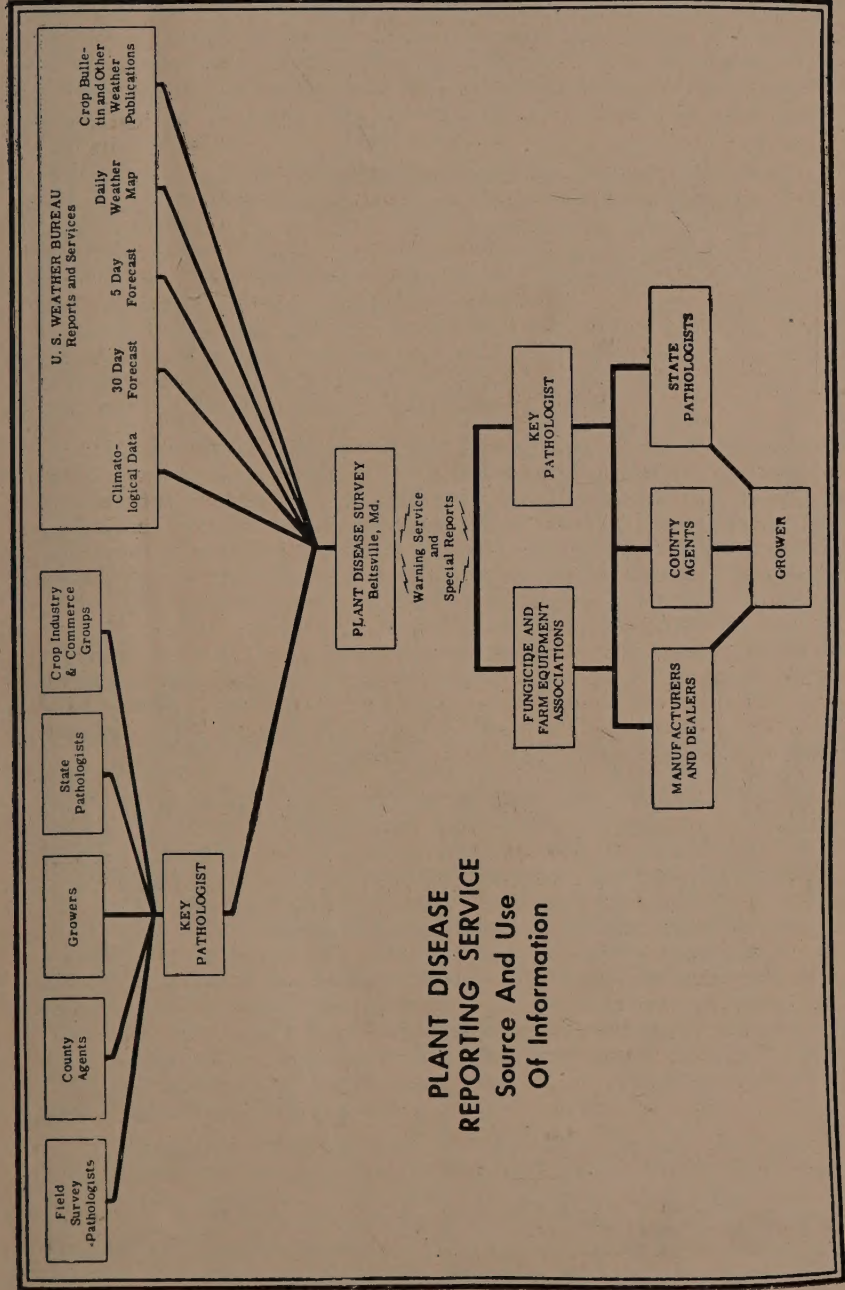 Field
Survey
-Pathologists
County
Agents
Growers
State
Pathologists
Crop Industry
& Commerce
Groups
KEY
PATHOLOGIST
U. S. WEATHER BUREAU
Reports and Services
Climato-
logical Data
30 Day
Forecast
5 Day
Forecast
Daily
Weather
Map
Crop Bulle-
tin and Other
Weather
Publications
PLANT DISEASE SURVEY
Beltsville, Md.
Warning Service
and
Special Reports
PLANT DISEASE
REPORTING SERVICE
Source And Use
Of Information
FUNGICIDE AND
FARM EQUIPMENT
ASSOCIATIONS
KEY
PATHOLOGIST
MANUFACTURERS
AND DEALERS
COUNTY
AGENTS
STATE
PATHOLOGISTS
GROWER